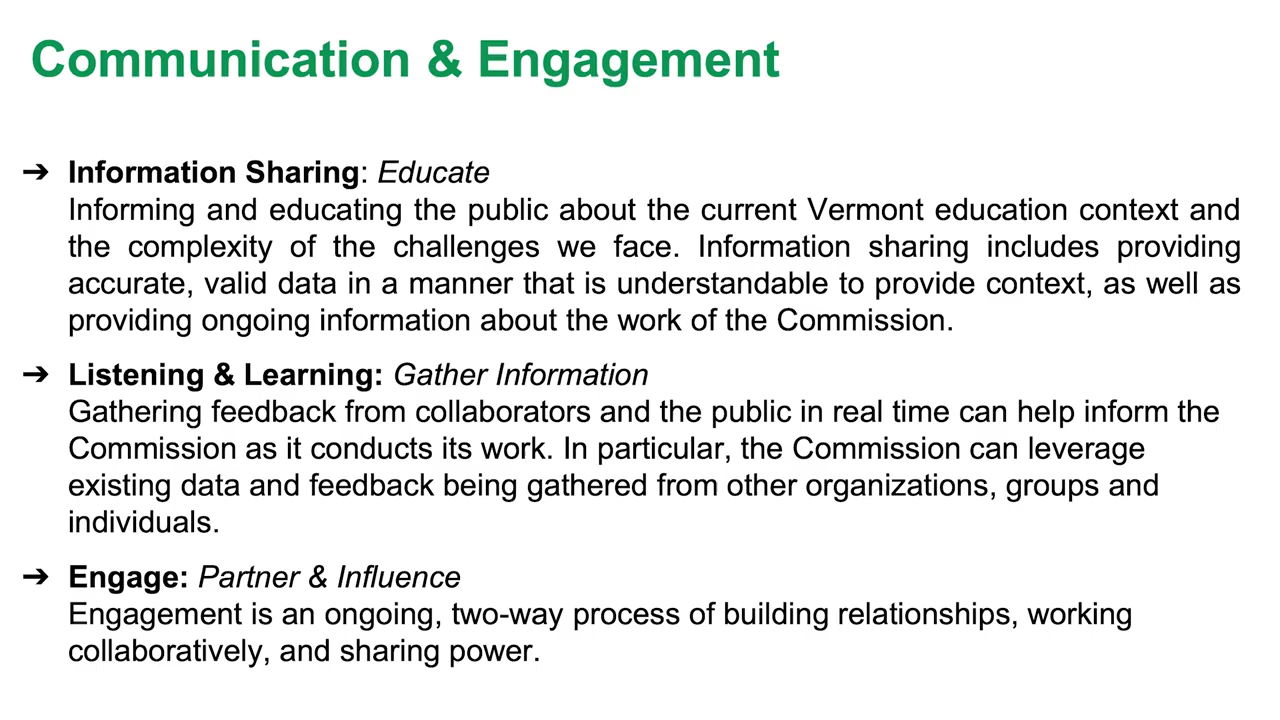 Communication & Engagement
➔ Information Sharing: Educate
Informing and educating the public about the current Vermont education context and
the complexity of the challenges we face. Information sharing includes providing
accurate, valid data in a manner that is understandable to provide context, as well as
providing ongoing information about the work of the Commission.
➔ Listening & Learning: Gather Information
Gathering feedback from collaborators and the public in real time can help inform the
Commission as it conducts its work. In particular, the Commission can leverage
existing data and feedback being gathered from other organizations, groups and
individuals.
➔ Engage: Partner & Influence
Engagement is an ongoing, two-way process of building relationships, working
collaboratively, and sharing power.